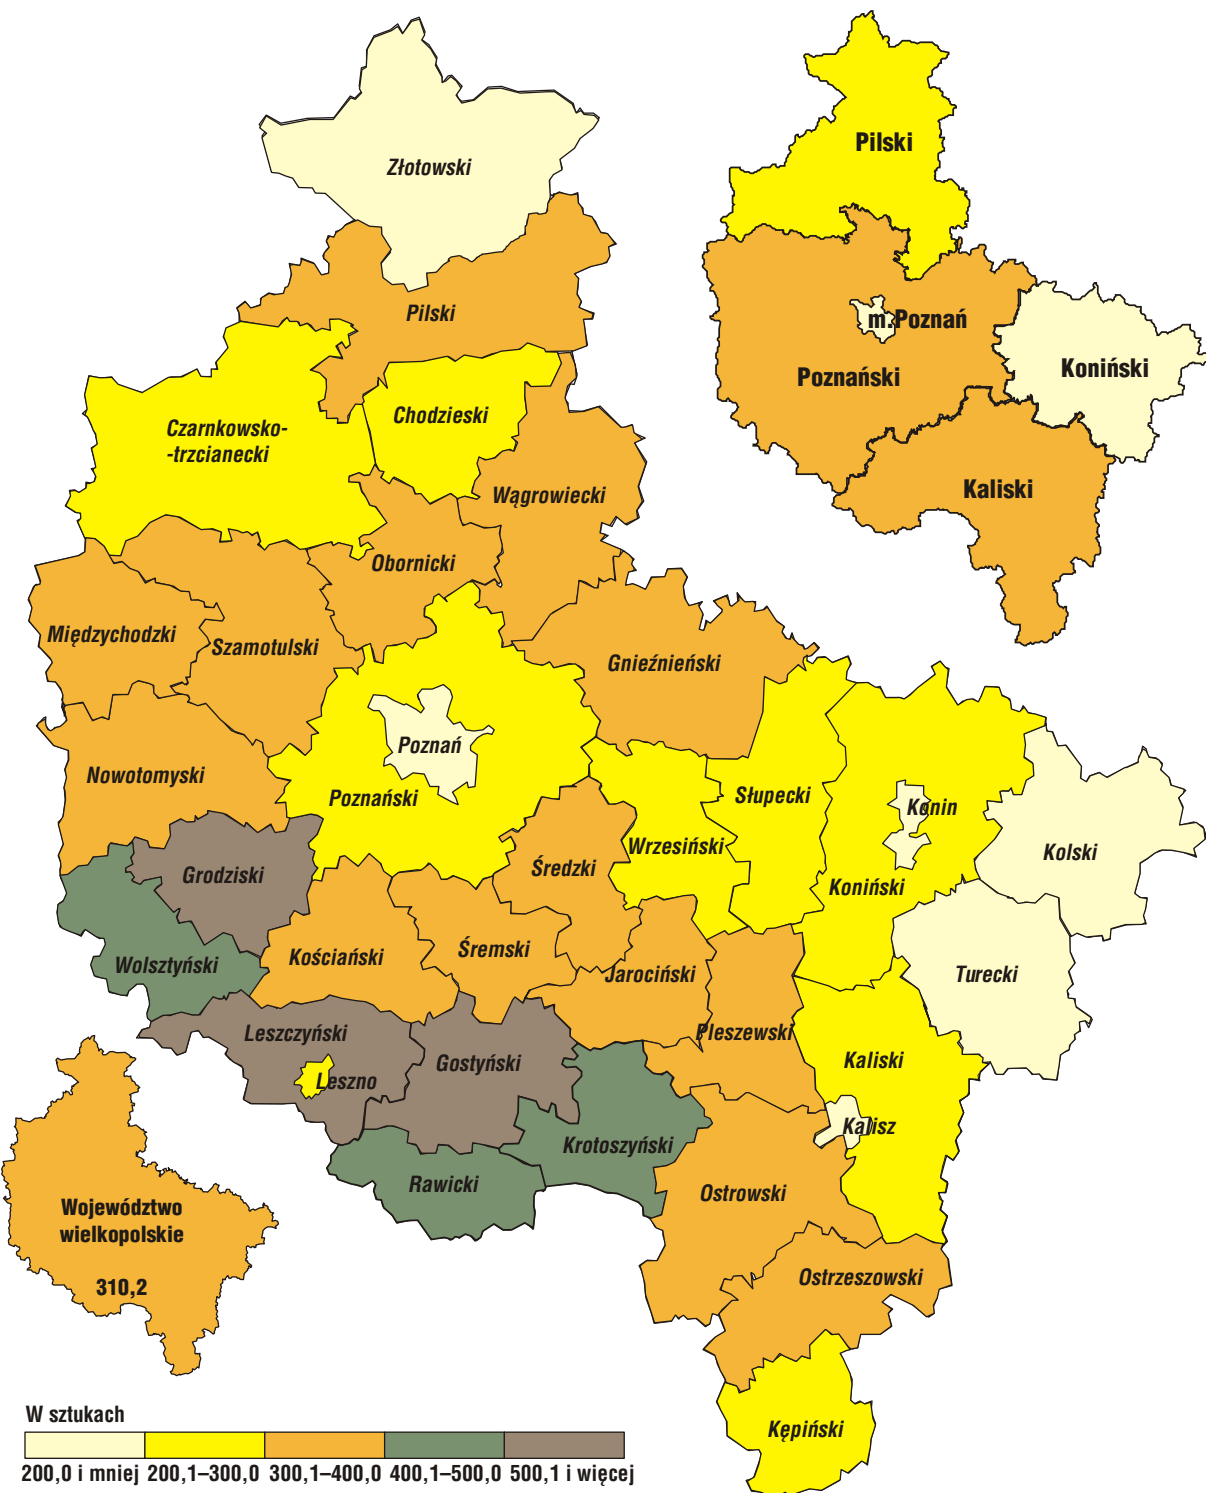 Złotowski
Pilski
Czarnkowsko-
-trzcianecki
Chodzieski
Wągrowiecki
Obornicki
Międzychodzki
Szamotulski
Gnieźnieński
Nowotomyski
Poznań
Poznański
Wrzesiński
Słupecki
Konin
Koniński
Kolski
Grodziski
Średzki
Wolsztyński
Kościański
Śremski
Jarociński
Turecki
Leszczyński
Leszno
Gostyński
Pleszewski
Kaliski
Kalisz
Krotoszyński
Rawicki
Ostrowski
Ostrzeszowski
Kępiński
Pilski
m.Poznań
Poznański
Koniński
Kaliski
Województwo
wielkopolskie
310,2
W sztukach
200,0 i mniej 200,1–300,0 300,1–400,0 400,1–500,0 500,1 i więcej